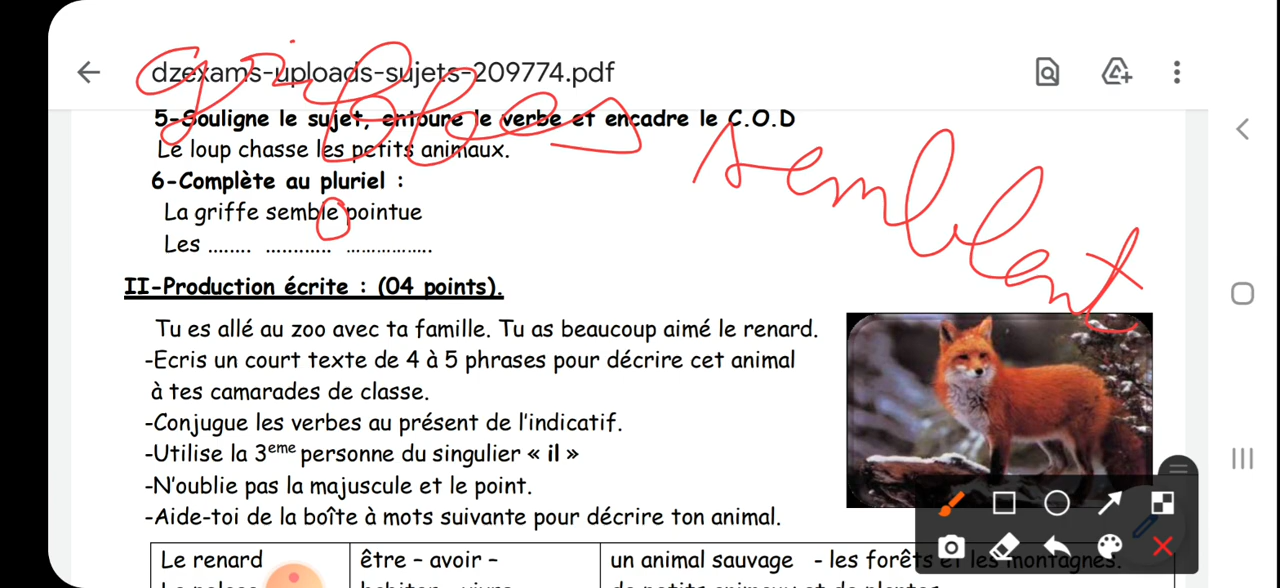 dzexams-uploads-sujets-209774.pdf
gribbes semblant
5-Souligne le sujet, entoure le verbe et encadre le C.O.D
Le loup chasse les petits animaux.
6-Complète au pluriel :
La griffe semble pointue
Les ........ ............ .................
II-Production écrite : (04 points).
Tu es allé au zoo avec ta famille. Tu as beaucoup aimé le renard.
-Ecris un court texte de 4 à 5 phrases pour décrire cet animal
à tes camarades de classe.
-Conjugue les verbes au présent de l'indicatif.
-Utilise la 3eme personne du singulier « il »
-N'oublie pas la majuscule et le point.
-Aide-toi de la boîte à mots suivante pour décrire ton animal.
Le renard être – avoir – un animal sauvage - les forêts et les montagnes.